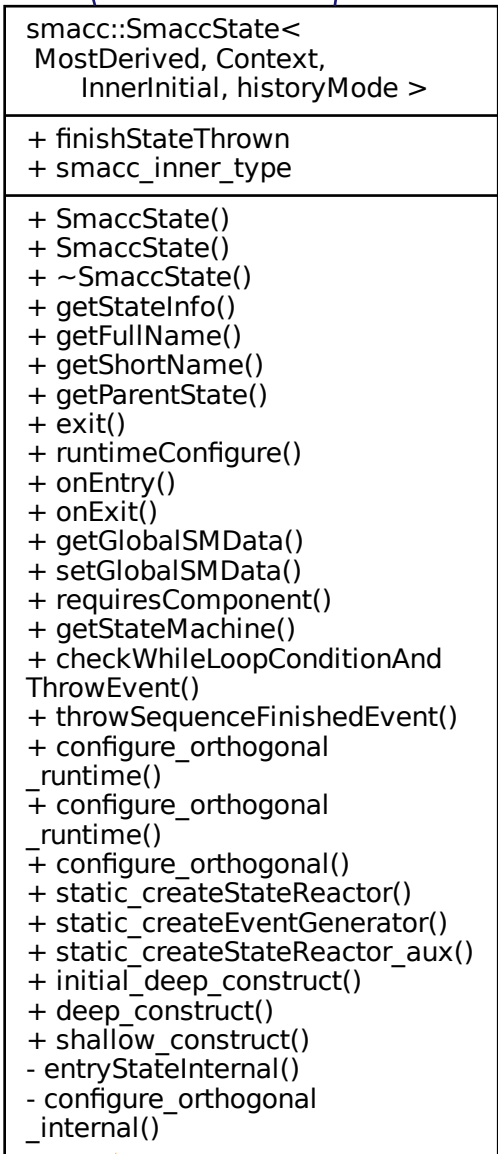 smacc::SmaccState<
MostDerived, Context,
InnerInitial, historyMode >
+ finishStateThrown
+ smacc_inner_type
+ SmaccState()
+ SmaccState()
+ ~SmaccState()
+ getStateInfo()
+ getFullName()
+ getShortName()
+ getParentState()
+ exit()
+ runtimeConfigure()
+ onEntry()
+ onExit()
+ getGlobalSMData()
+ setGlobalSMData()
+ requiresComponent()
+ getStateMachine()
+ checkWhileLoopConditionAnd
ThrowEvent()
+ throwSequenceFinishedEvent()
+ configure_orthogonal
_runtime()
+ configure_orthogonal
_runtime()
+ configure_orthogonal()
+ static_createStateReactor()
+ static_createEventGenerator()
+ static_createStateReactor_aux()
+ initial_deep_construct()
+ deep_construct()
+ shallow_construct()
- entryStateInternal()
- configure_orthogonal
_internal()